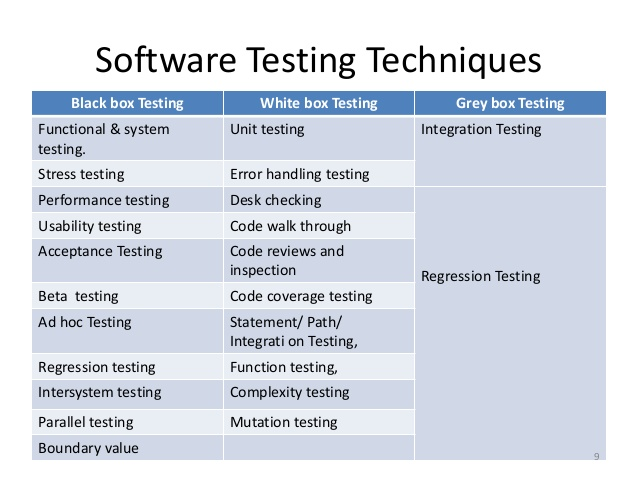 Software Testing Techniques
Black box Testing White box Testing Grey box Testing
Functional & system
testing.
Unit testing
Integration Testing
Stress testing
Error handling testing
Performance testing
Desk checking
Usability testing
Code walk through
Acceptance Testing
Code reviews and
inspection
Regression Testing
Beta  testing
Code coverage testing
Ad hoc Testing
Statement/ Path/
Integrati on Testing,
Regression testing
Function testing,
Intersystem testing
Complexity testing
Parallel testing
Mutation testing
Boundary value
9